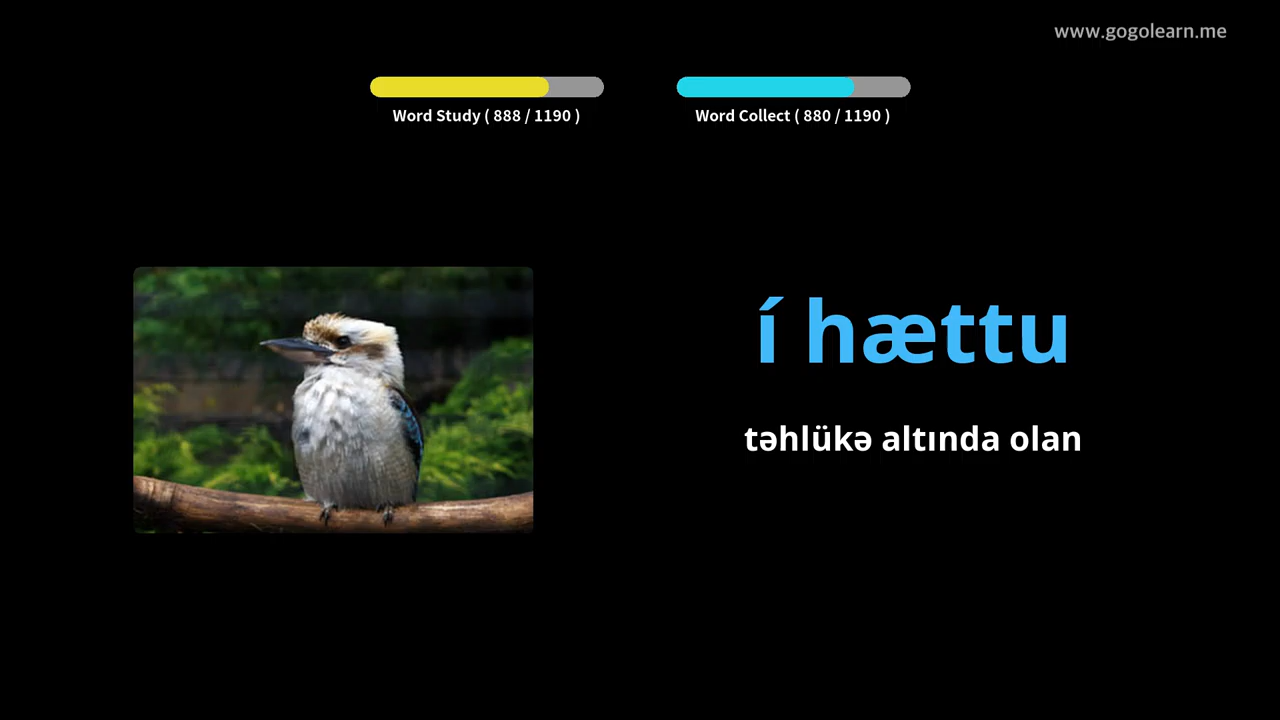 www.gogolearn.me
Word Study ( 888 / 1190 )
Word Collect ( 880 / 1190 )
í hættu
təhlükə altında olan